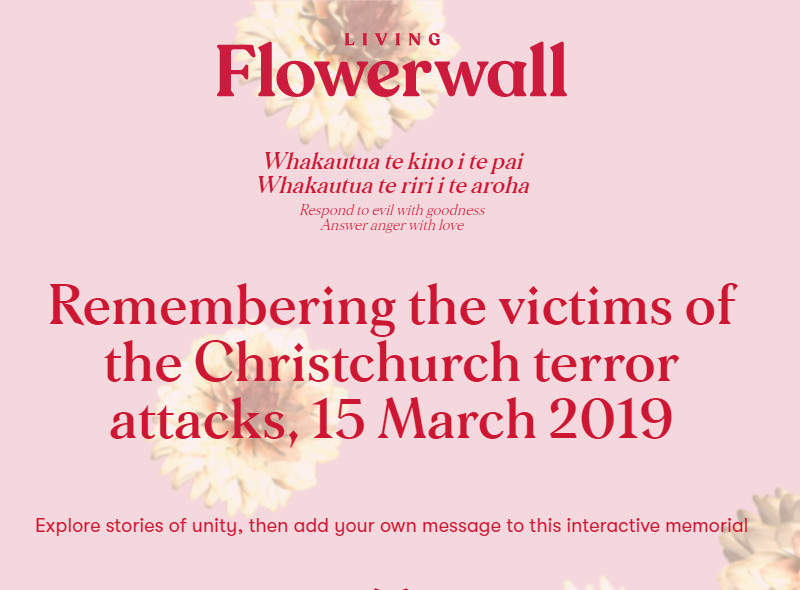 LIVING
Flowerwall
Whakautua te kino i te pai
Whakautua te riri i te aroha
Respond to evil with goodness
Answer anger with love
Remembering the victims of
the Christchurch terror
attacks, 15 March 2019
Explore stories of unity, then add your own message to this interactive memorial